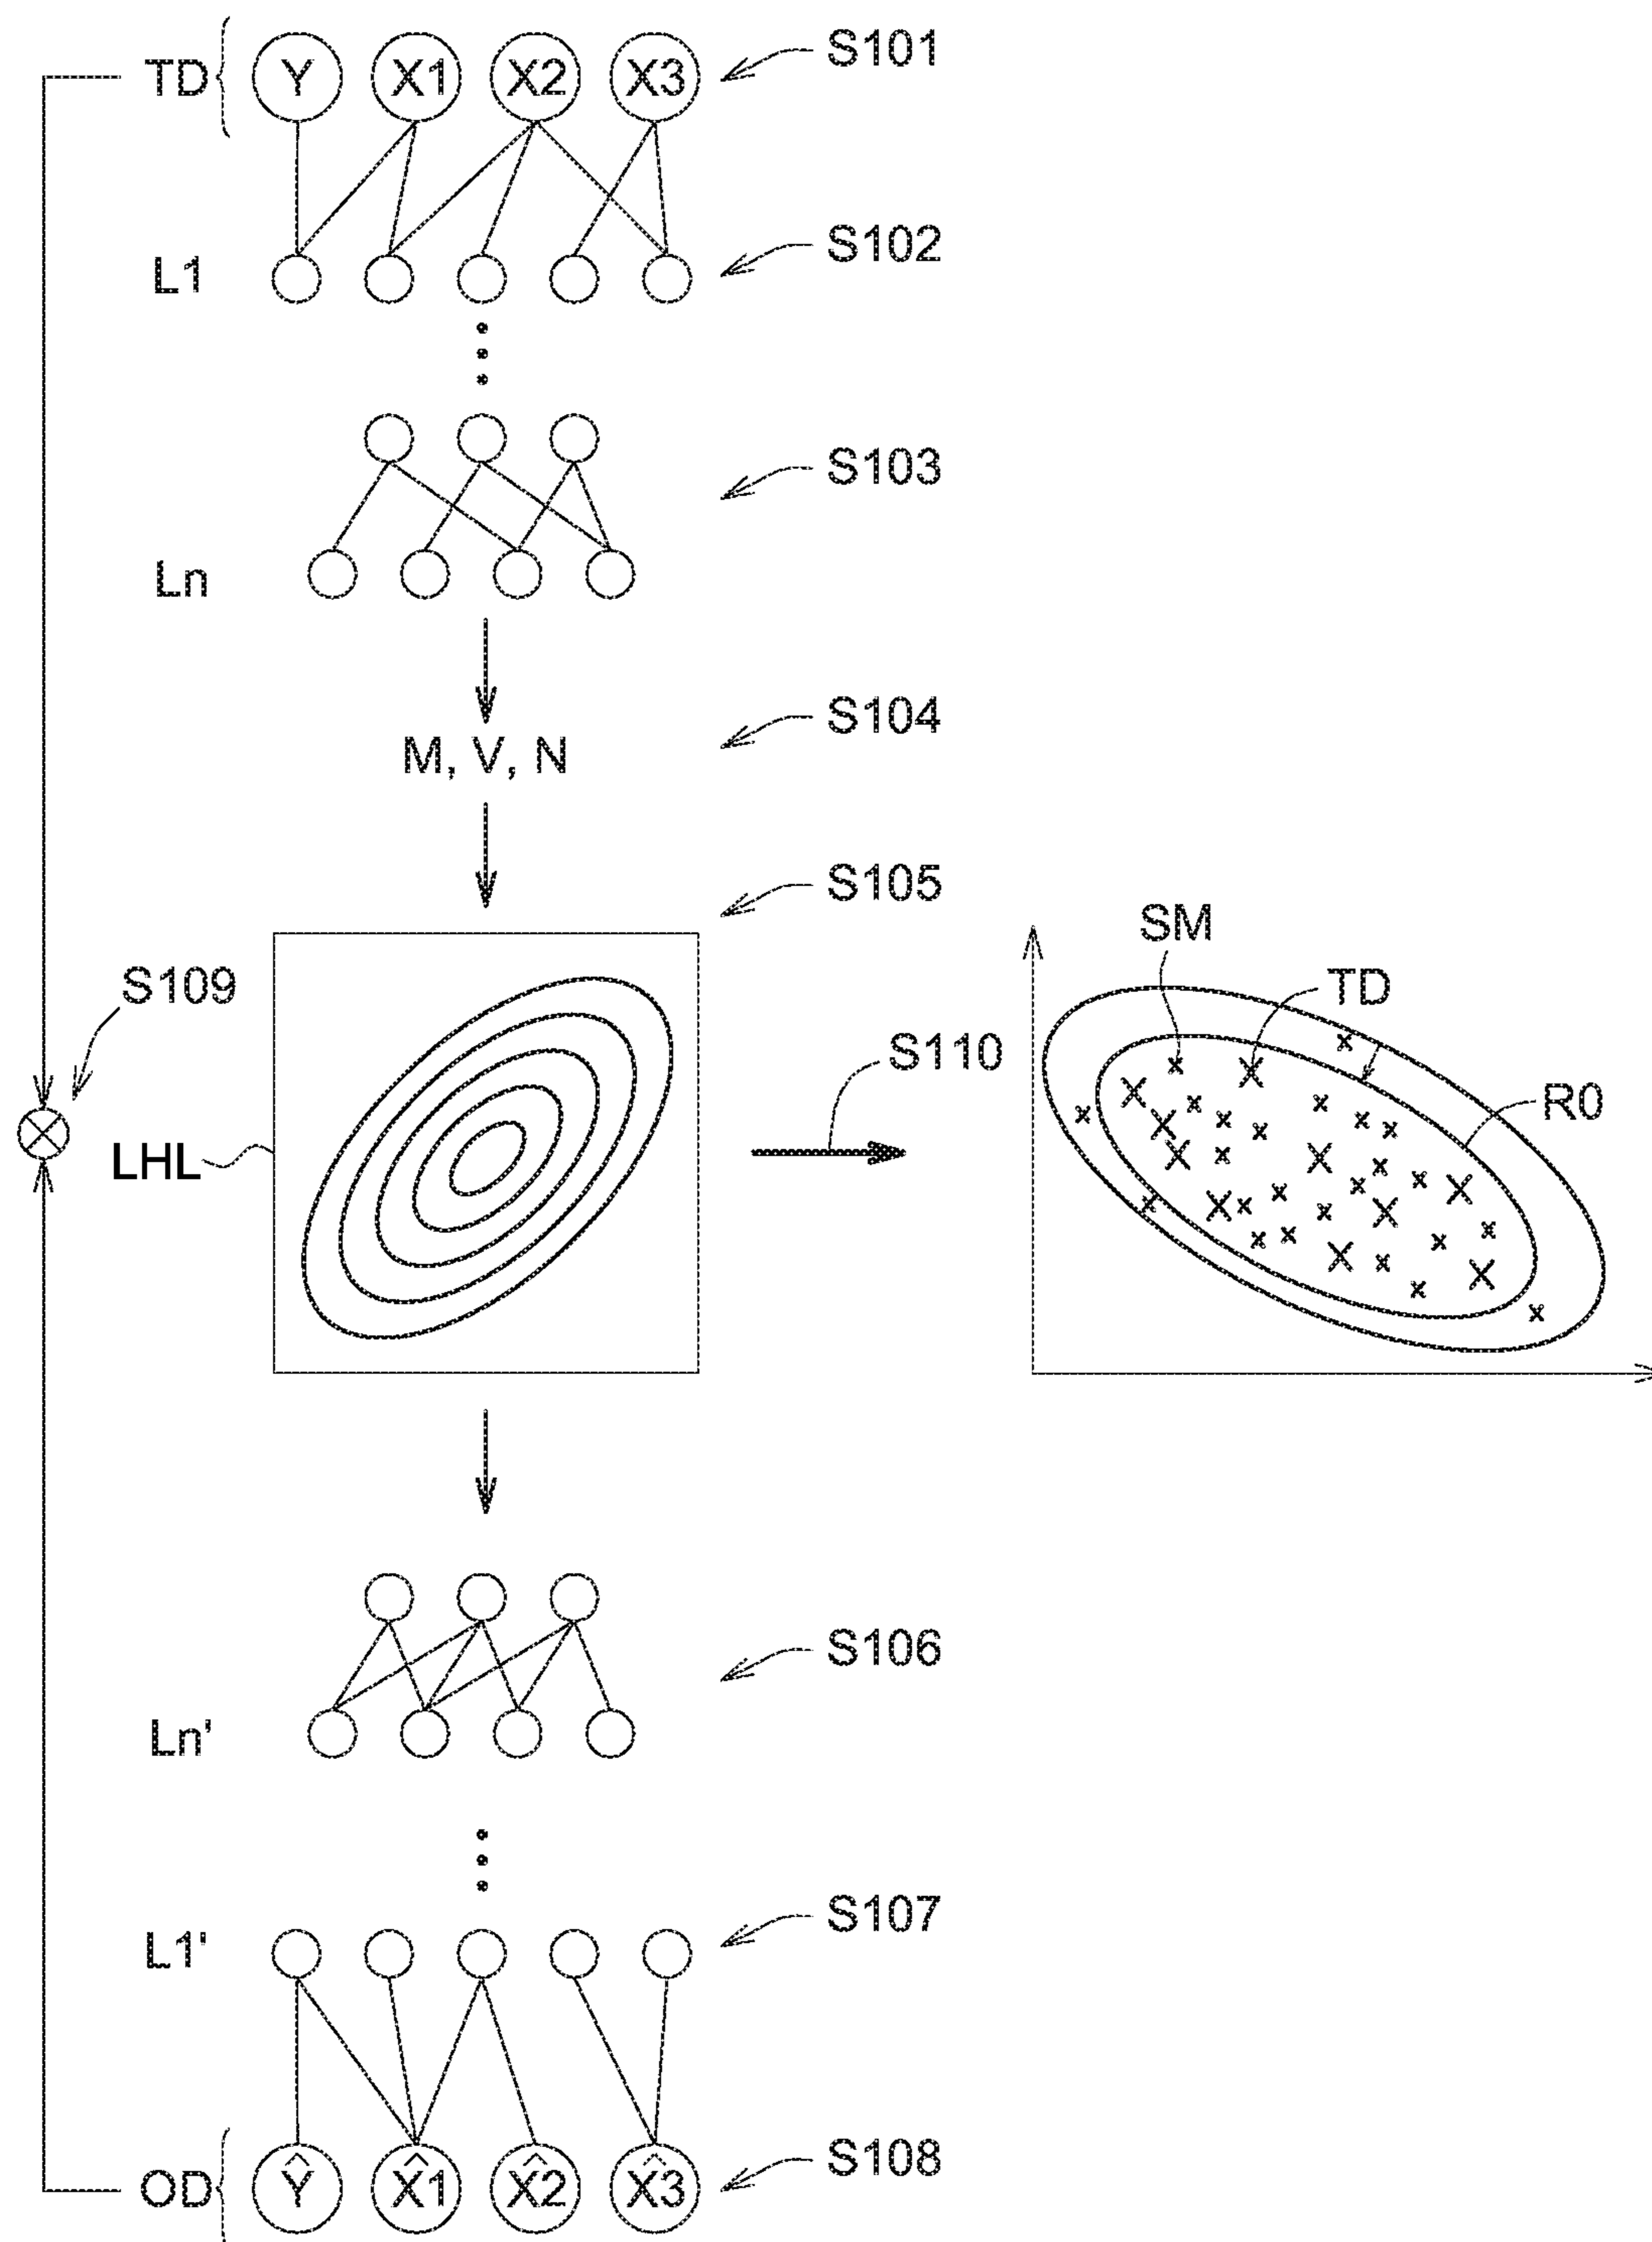 TD Y X1 X2 X3 S101
L1 S102
S103
Ln
S104
M, V, N
S105
S109
LHL
S110
SM
TD
R0
S106
Ln'
S107
L1'
OD Ŷ X̂1 X̂2 X̂3 S108